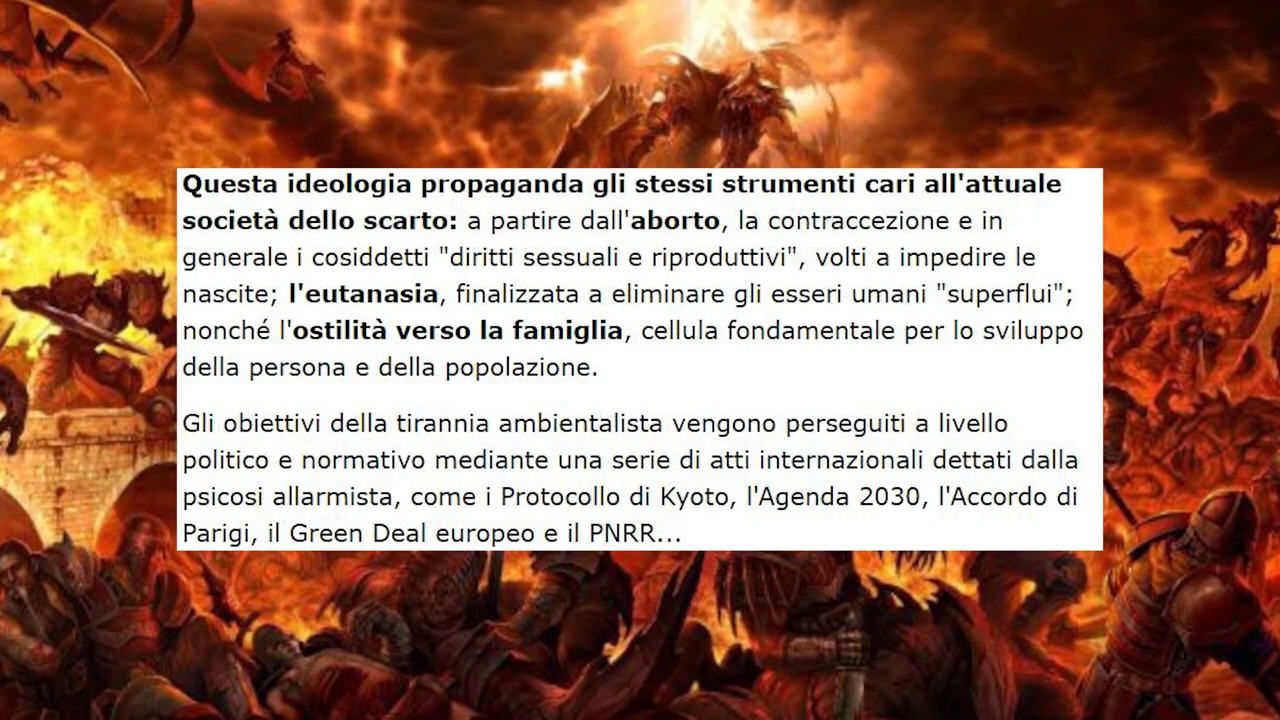 Questa ideologia propaganda gli stessi strumenti cari all'attuale
società dello scarto: a partire dall'aborto, la contraccezione e in
generale i cosiddetti "diritti sessuali e riproduttivi", volti a impedire le
nascite; l'eutanasia, finalizzata a eliminare gli esseri umani "superflui";
nonché l'ostilità verso la famiglia, cellula fondamentale per lo sviluppo
della persona e della popolazione.
Gli obiettivi della tirannia ambientalista vengono perseguiti a livello
politico e normativo mediante una serie di atti internazionali dettati dalla
psicosi allarmista, come i Protocollo di Kyoto, l'Agenda 2030, l'Accordo di
Parigi, il Green Deal europeo e il PNRR...